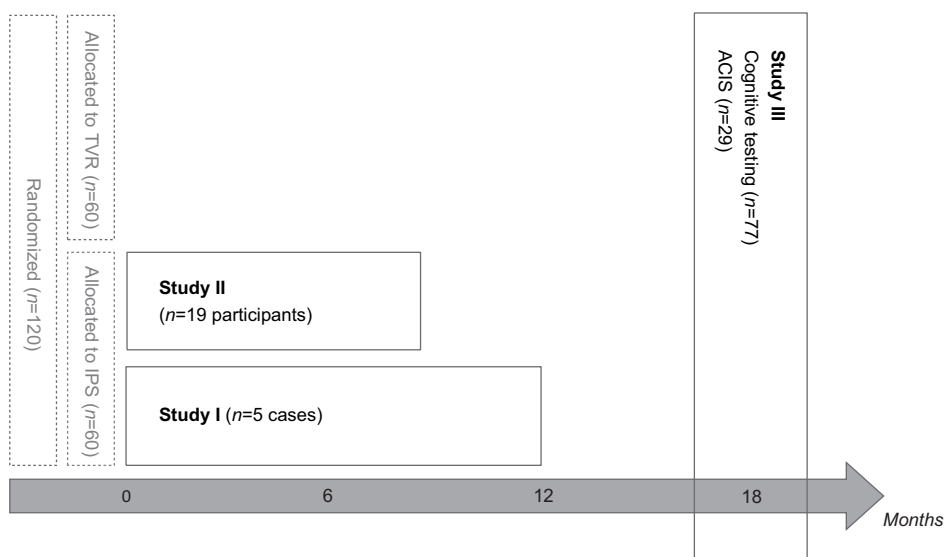 Randomized (n=120)
Allocated to TVR (n=60)
Allocated to IPS (n=60)
Study II
(n=19 participants)
Study I (n=5 cases)
Study III
Cognitive testing (n=77)
ACIS (n=29)
0
6
12
18
Months